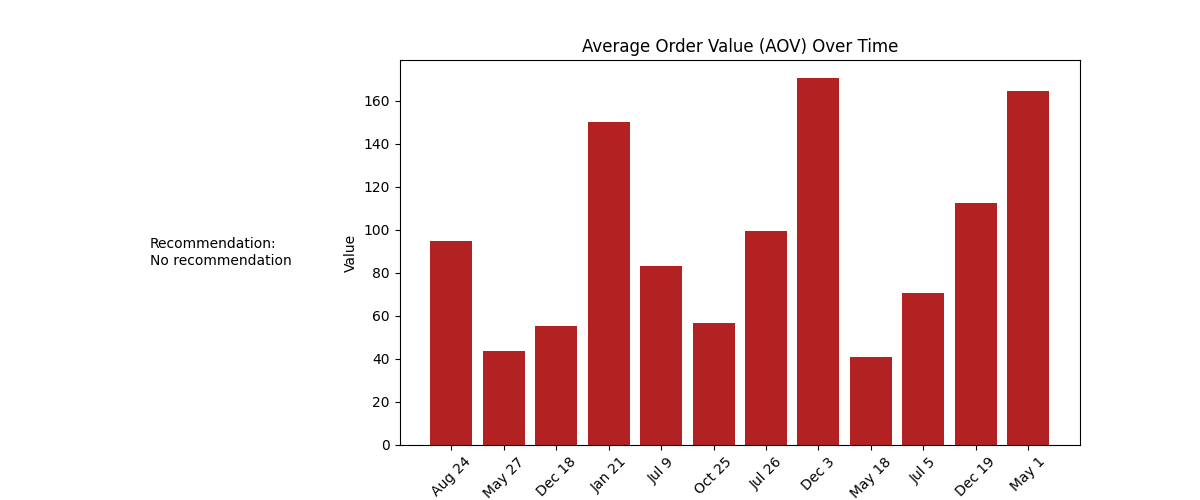 Average Order Value (AOV) Over Time
Recommendation:
No recommendation
Value
160
140
120
100
80
60
40
20
0
Aug 24
May 27
Dec 18
Jan 21
Jul 9
Oct 25
Jul 26
Dec 3
May 18
Jul 5
Dec 19
May 1